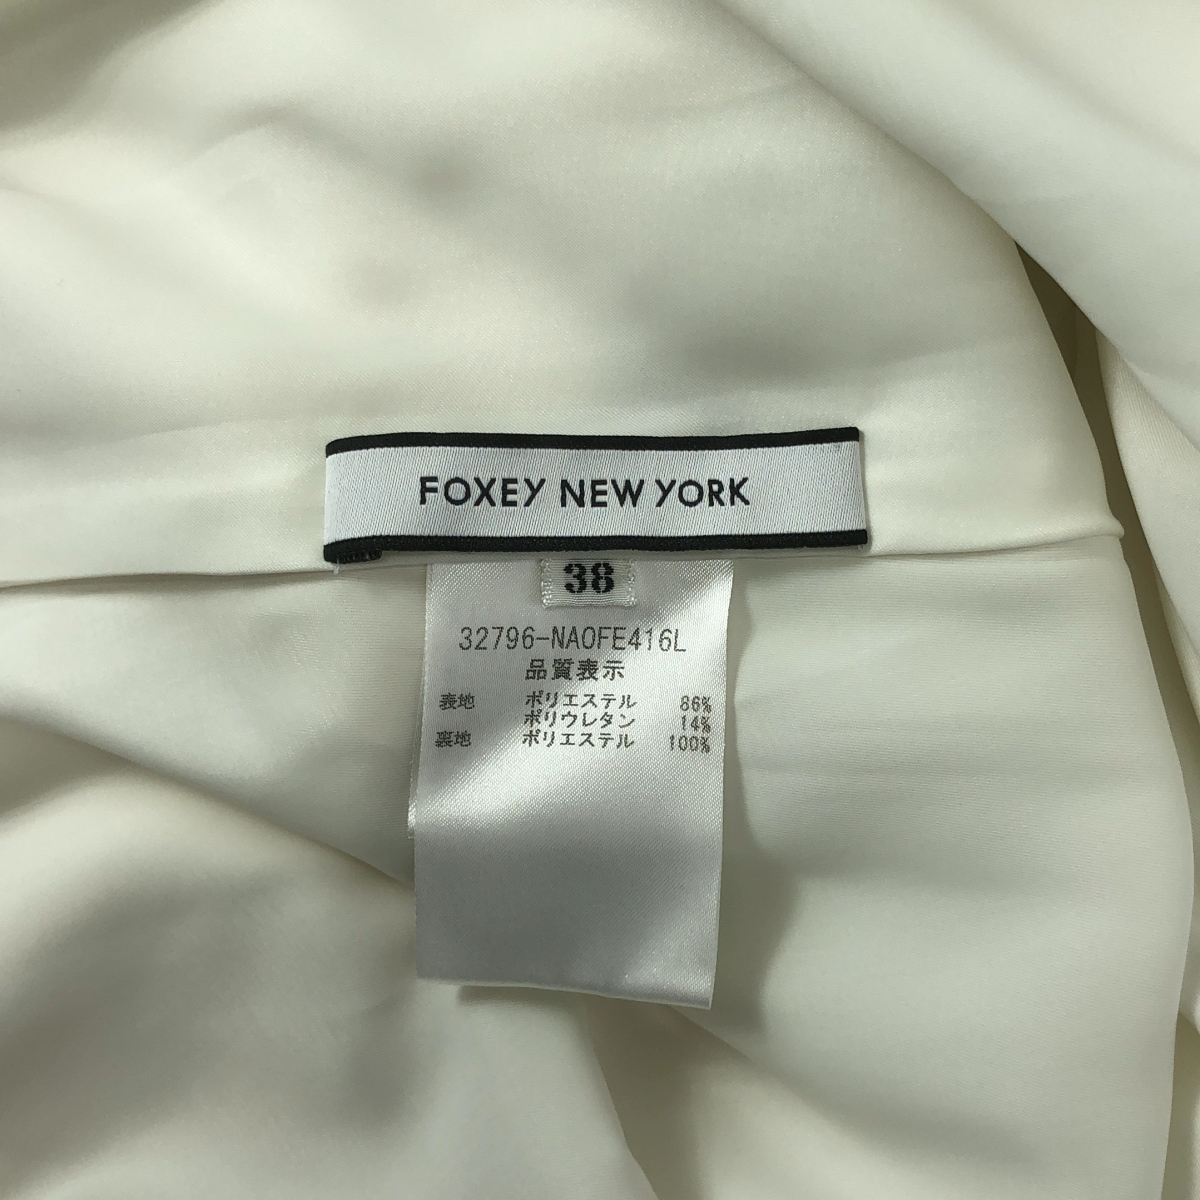 FOXEY NEW YORK
38
32796-NAOFE416L
品質表示
表地 ポリエステル 86%
ポリウレタン 14%
裏地 ポリエステル 100%